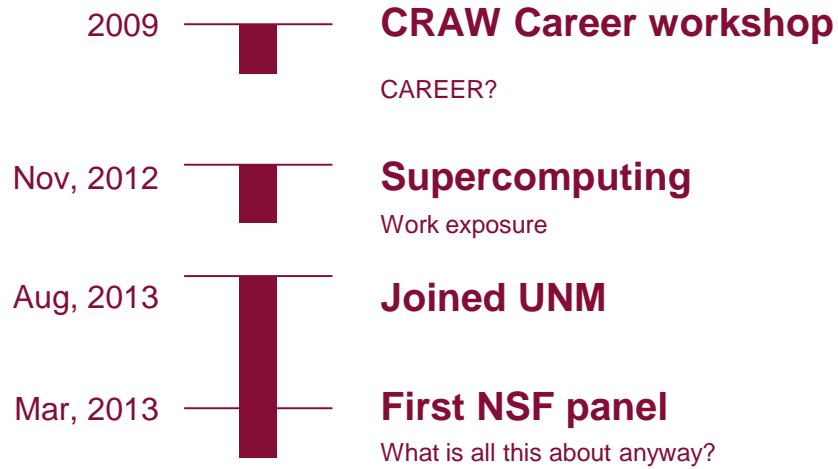 2009
CRAW Career workshop
CAREER?
Nov, 2012
Supercomputing
Work exposure
Aug, 2013
Joined UNM
Mar, 2013
First NSF panel
What is all this about anyway?